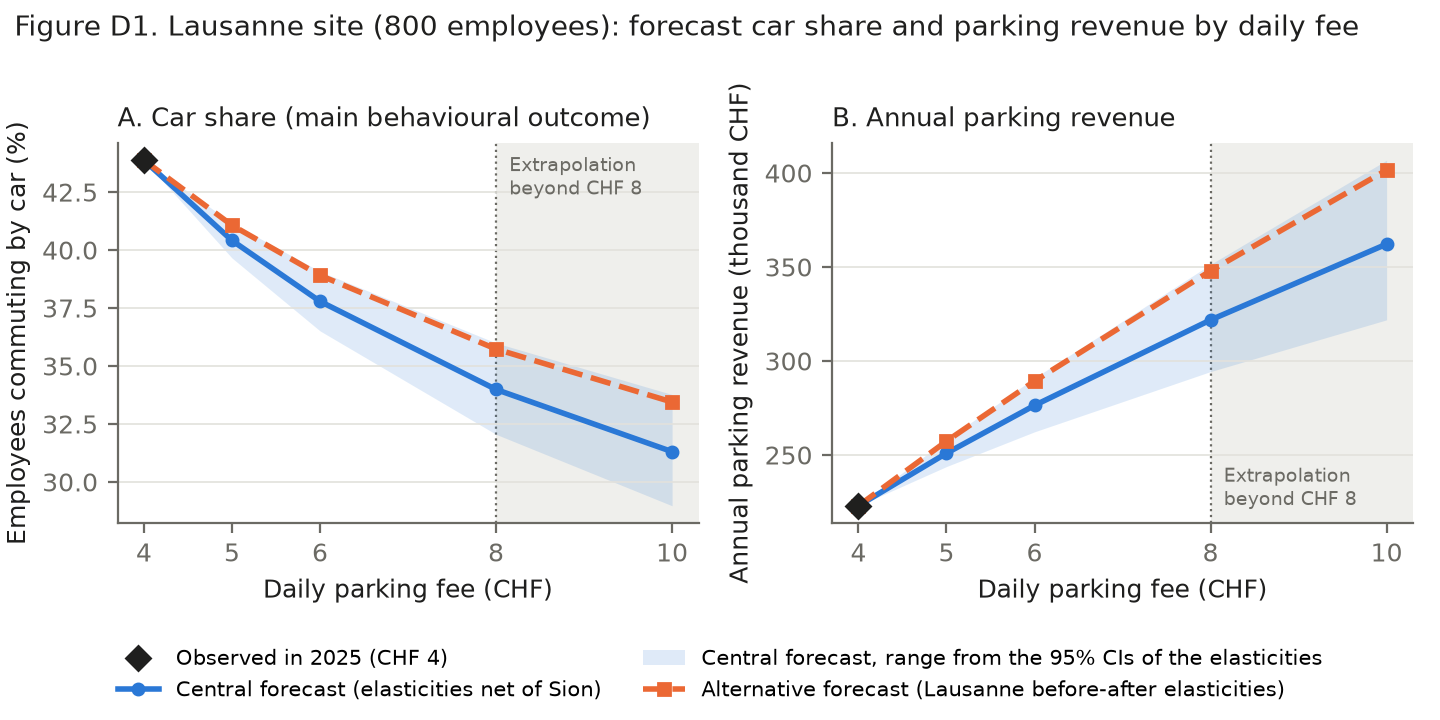 Figure D1. Lausanne site (800 employees): forecast car share and parking revenue by daily fee
A. Car share (main behavioural outcome)
Employees commuting by car (%)
42.5
40.0
37.5
35.0
32.5
30.0
Extrapolation
beyond CHF 8
4
5
6
8
10
Daily parking fee (CHF)
B. Annual parking revenue
Annual parking revenue (thousand CHF)
400
350
300
250
Extrapolation
beyond CHF 8
4
5
6
8
10
Daily parking fee (CHF)
Observed in 2025 (CHF 4)
Central forecast (elasticities net of Sion)
Central forecast, range from the 95% CIs of the elasticities
Alternative forecast (Lausanne before-after elasticities)